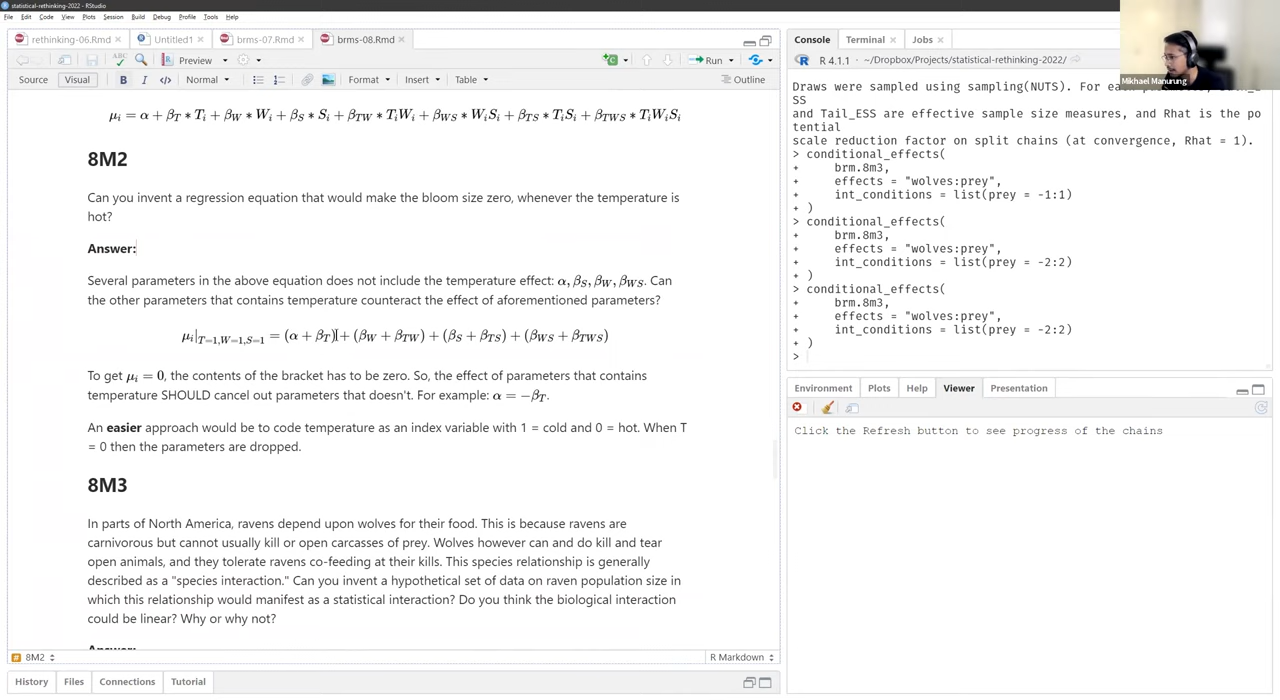 statistical-rethinking-2022 - RStudio
File Edit Code View Plots Session Build Debug Profile Tools Help
rethinking-06.Rmd × Untitled1 × brms-07.Rmd × brms-08.Rmd ×
ABC Preview Run
Source Visual B I </> Normal Format Insert Table Outline
μᵢ = α + β_T * Tᵢ + β_W * Wᵢ + β_S * Sᵢ + β_TW * TᵢWᵢ + β_WS * WᵢSᵢ + β_TS * TᵢSᵢ + β_TWS * TᵢWᵢSᵢ
8M2
Can you invent a regression equation that would make the bloom size zero, whenever the temperature is
hot?
Answer:
Several parameters in the above equation does not include the temperature effect: α, β_S, β_W, β_WS. Can
the other parameters that contains temperature counteract the effect of aforementioned parameters?
μᵢ|_T=1,W=1,S=1 = (α + β_T) + (β_W + β_TW) + (β_S + β_TS) + (β_WS + β_TWS)
To get μᵢ = 0, the contents of the bracket has to be zero. So, the effect of parameters that contains
temperature SHOULD cancel out parameters that doesn't. For example: α = −β_T.
An easier approach would be to code temperature as an index variable with 1 = cold and 0 = hot. When T
= 0 then the parameters are dropped.
8M3
In parts of North America, ravens depend upon wolves for their food. This is because ravens are
carnivorous but cannot usually kill or open carcasses of prey. Wolves however can and do kill and tear
open animals, and they tolerate ravens co-feeding at their kills. This species relationship is generally
described as a "species interaction." Can you invent a hypothetical set of data on raven population size in
which this relationship would manifest as a statistical interaction? Do you think the biological interaction
could be linear? Why or why not?
Answer:
# 8M2 R Markdown
History Files Connections Tutorial
Console Terminal × Jobs ×
R 4.1.1 · ~/Dropbox/Projects/statistical-rethinking-2022/
Mikhael Manurung
Draws were sampled using sampling(NUTS). For e
SS
and Tail_ESS are effective sample size measures, and Rhat is the po
tential
scale reduction factor on split chains (at convergence, Rhat = 1).
> conditional_effects(
+ brm.8m3,
+ effects = "wolves:prey",
+ int_conditions = list(prey = -1:1)
+ )
> conditional_effects(
+ brm.8m3,
+ effects = "wolves:prey",
+ int_conditions = list(prey = -2:2)
+ )
> conditional_effects(
+ brm.8m3,
+ effects = "wolves:prey",
+ int_conditions = list(prey = -2:2)
+ )
>
Environment Plots Help Viewer Presentation
Click the Refresh button to see progress of the chains